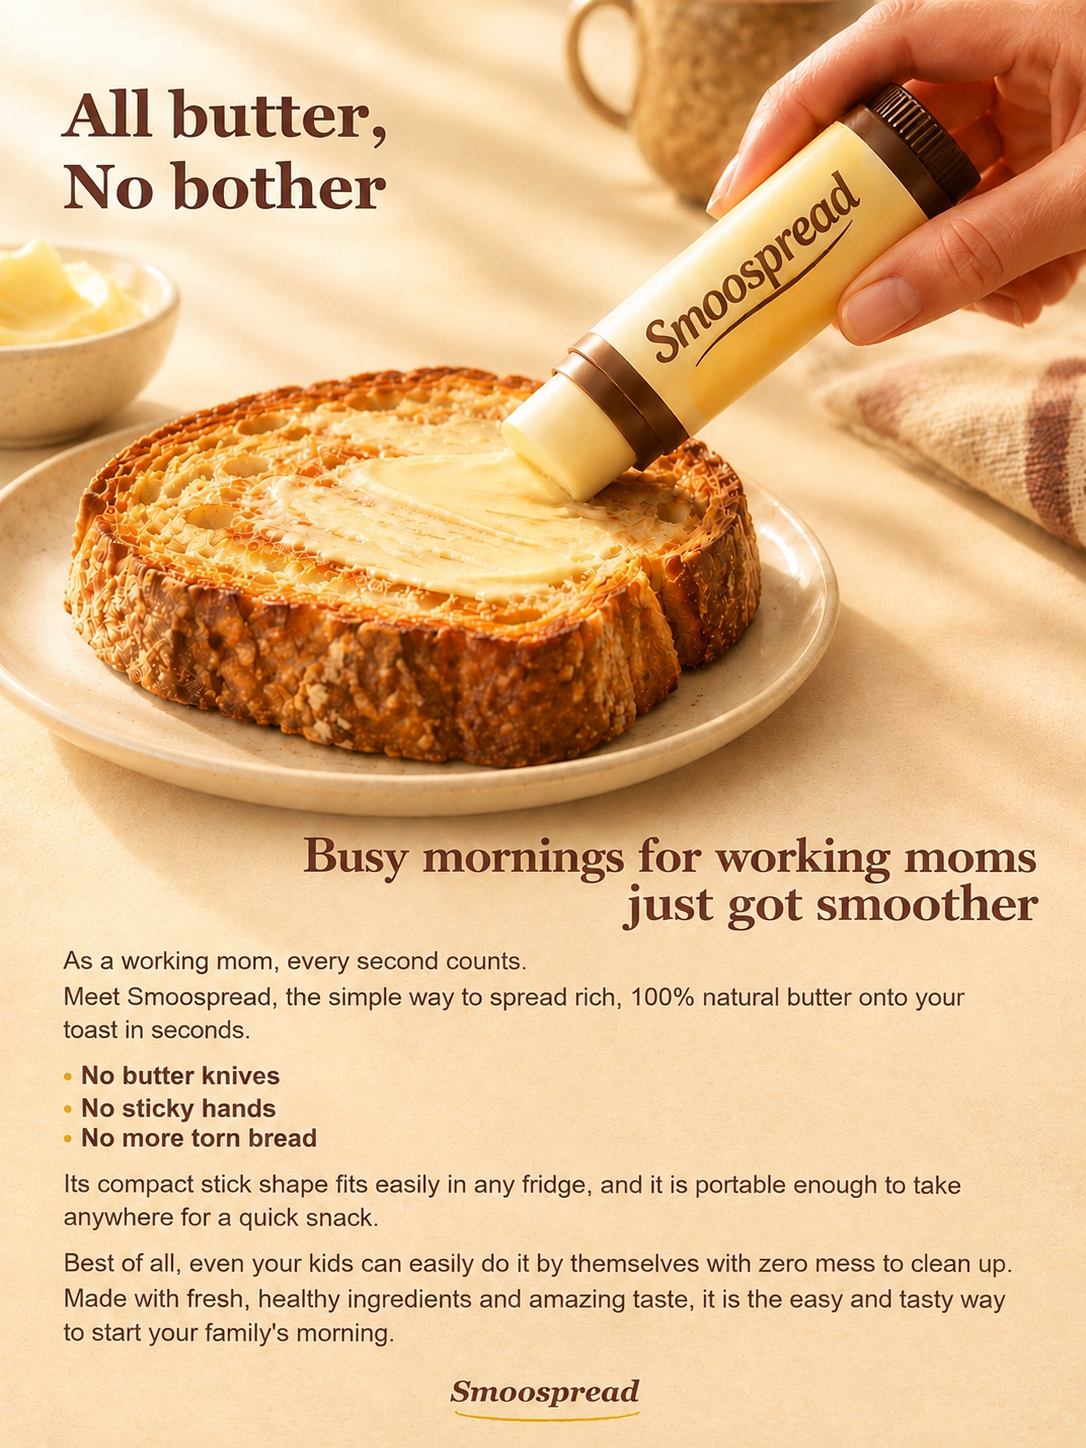 All butter,
No bother
Smoospread
Busy mornings for working moms
just got smoother
As a working mom, every second counts.
Meet Smoospread, the simple way to spread rich, 100% natural butter onto your
toast in seconds.
• No butter knives
• No sticky hands
• No more torn bread
Its compact stick shape fits easily in any fridge, and it is portable enough to take
anywhere for a quick snack.
Best of all, even your kids can easily do it by themselves with zero mess to clean up.
Made with fresh, healthy ingredients and amazing taste, it is the easy and tasty way
to start your family's morning.
Smoospread